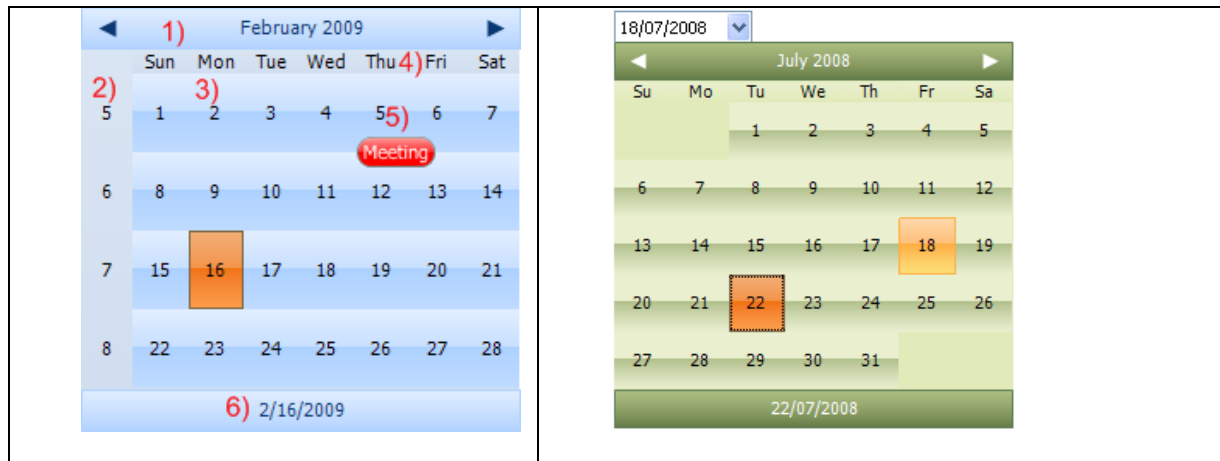 1) February 2009
Sun Mon Tue Wed Thu 4) Fri Sat
2) 3)
5 1 2 3 4 5 5) 6 7
Meeting
6 8 9 10 11 12 13 14
7 15 16 17 18 19 20 21
8 22 23 24 25 26 27 28
6) 2/16/2009
18/07/2008
July 2008
Su Mo Tu We Th Fr Sa
1 2 3 4 5
6 7 8 9 10 11 12
13 14 15 16 17 18 19
20 21 22 23 24 25 26
27 28 29 30 31
22/07/2008